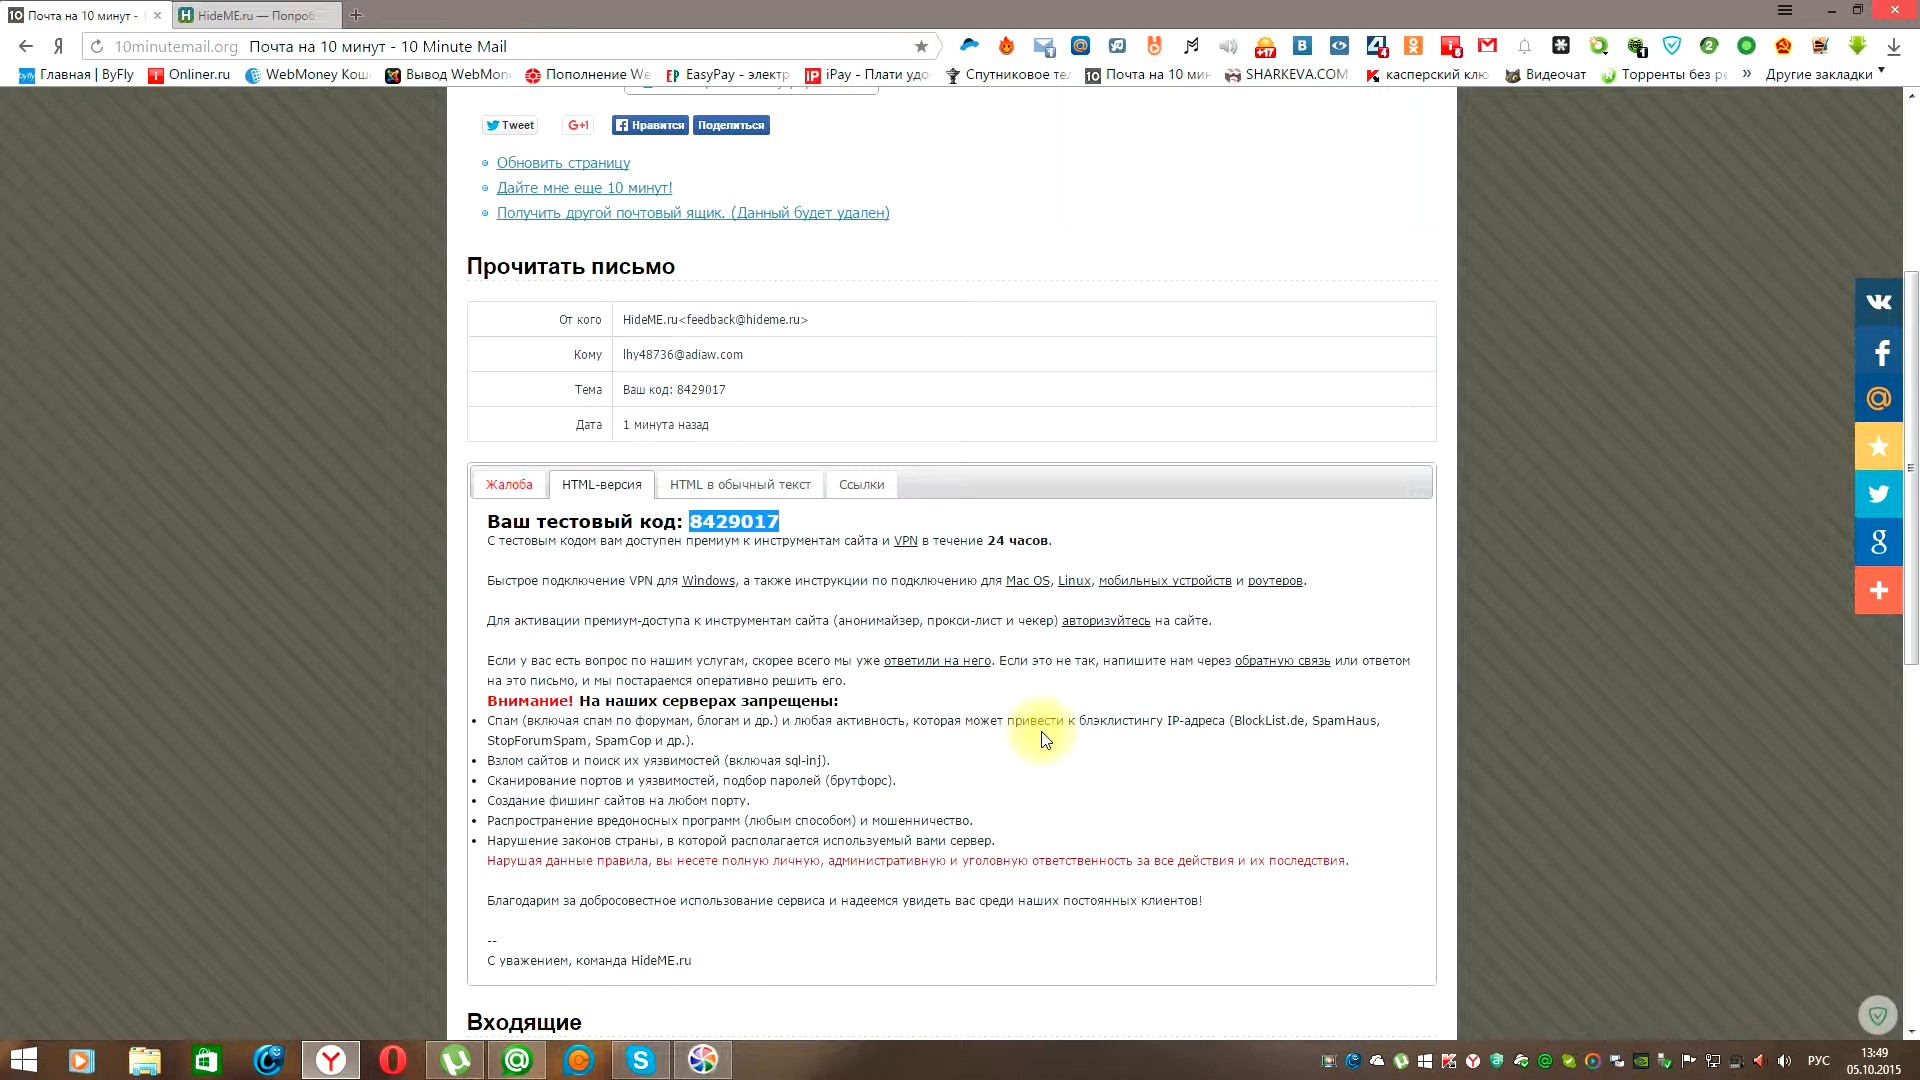 Почта на 10 минут -
HideME.ru — Попроб
10minutemail.org Почта на 10 минут - 10 Minute Mail
Главная | ByFly
Onliner.ru
WebMoney Кош
Вывод WebMon
Пополнение We
EasyPay - электр
iPay - Плати удо
Спутниковое те
Почта на 10 мин
SHARKEVA.COM
касперский клю
Видеочат
Торренты без ре
»
Другие закладки
Tweet
G+1
Нравится
Поделиться
Обновить страницу
Дайте мне еще 10 минут!
Получить другой почтовый ящик. (Данный будет удален)
Прочитать письмо
От кого HideME.ru<feedback@hideme.ru>
Кому lhy48736@adiaw.com
Тема Ваш код: 8429017
Дата 1 минута назад
Жалоба HTML-версия HTML в обычный текст Ссылки
Ваш тестовый код: 8429017
С тестовым кодом вам доступен премиум к инструментам сайта и VPN в течение 24 часов.
Быстрое подключение VPN для Windows, а также инструкции по подключению для Mac OS, Linux, мобильных устройств и роутеров.
Для активации премиум-доступа к инструментам сайта (анонимайзер, прокси-лист и чекер) авторизуйтесь на сайте.
Если у вас есть вопрос по нашим услугам, скорее всего мы уже ответили на него. Если это не так, напишите нам через обратную связь или ответом
на это письмо, и мы постараемся оперативно решить его.
Внимание! На наших серверах запрещены:
Спам (включая спам по форумам, блогам и др.) и любая активность, которая может привести к блэклистингу IP-адреса (BlockList.de, SpamHaus,
StopForumSpam, SpamCop и др.).
Взлом сайтов и поиск их уязвимостей (включая sql-inj).
Сканирование портов и уязвимостей, подбор паролей (брутфорс).
Создание фишинг сайтов на любом порту.
Распространение вредоносных программ (любым способом) и мошенничество.
Нарушение законов страны, в которой располагается используемый вами сервер.
Нарушая данные правила, вы несете полную личную, административную и уголовную ответственность за все действия и их последствия.
Благодарим за добросовестное использование сервиса и надеемся увидеть вас среди наших постоянных клиентов!
--
С уважением, команда HideME.ru
Входящие
РУС
13:49
05.10.2015